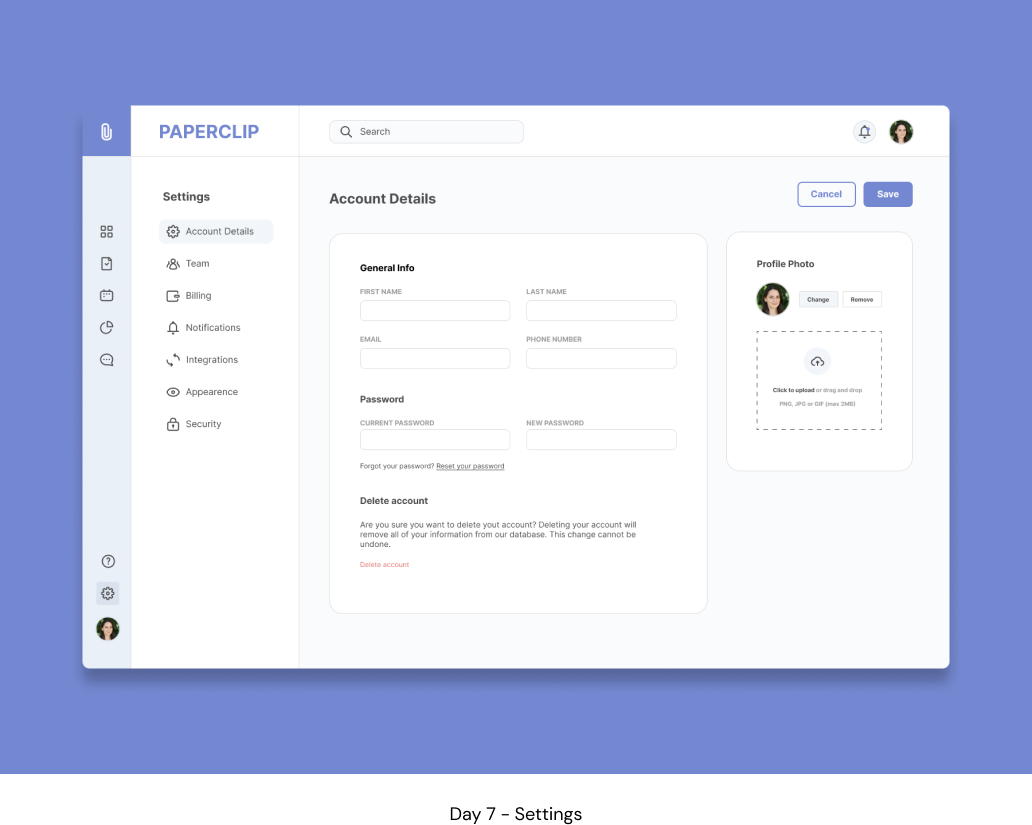 PAPERCLIP
Search
Settings
Account Details
Team
Billing
Notifications
Integrations
Appearence
Security
Account Details
Cancel
Save
General Info
FIRST NAME
LAST NAME
EMAIL
PHONE NUMBER
Password
CURRENT PASSWORD
NEW PASSWORD
Forgot your password? Reset your password
Delete account
Are you sure you want to delete yout account? Deleting your account will
remove all of your information from our database. This change cannot be
undone.
Delete account
Profile Photo
Change
Remove
Click to upload or drag and drop
PNG, JPG or GIF (max 2MB)
Day 7 - Settings